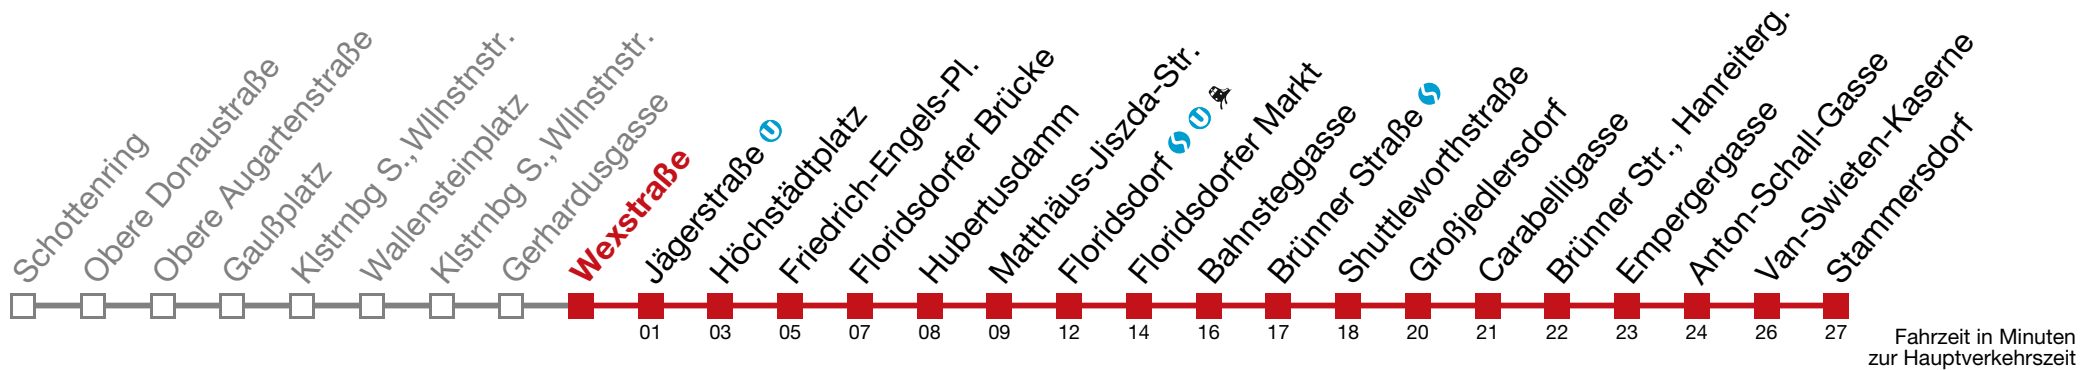 Schottenring
Obere Donaustraße
Obere Augartenstraße
Gaußplatz
Klstrnbg S., Wllnstnstr.
Wallensteinplatz
Klstrnbg S., Wllnstnstr.
Gerhardusgasse
Wexstraße
Jägerstraße U
Höchstädtplatz
Friedrich-Engels-Pl.
Floridsdorfer Brücke
Hubertusdamm
Matthäus-Jiszda-Str.
Floridsdorf S U
Floridsdorfer Markt
Bahnsteggasse
Brünner Straße S
Shuttleworthstraße
Großjedlersdorf
Carabelligasse
Brünner Str., Hanreiterg.
Empergergasse
Anton-Schall-Gasse
Van-Swieten-Kaserne
Stammersdorf
01 03 05 07 08 09 12 14 16 17 18 20 21 22 23 24 26 27
Fahrzeit in Minuten
zur Hauptverkehrszeit